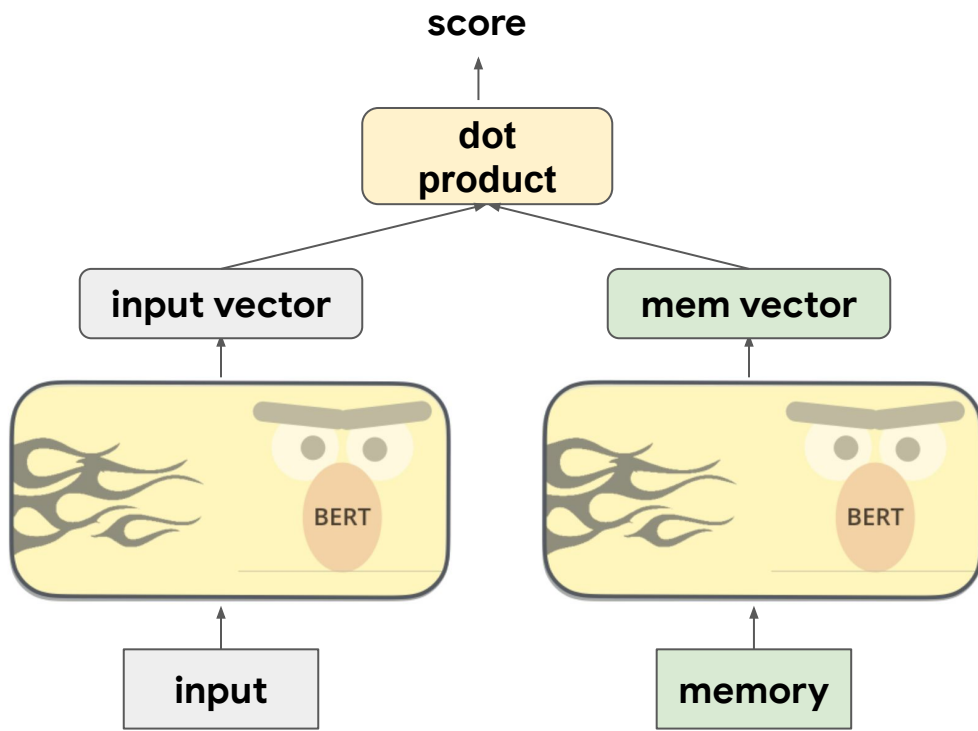 score
dot
product
input vector
mem vector
BERT
BERT
input
memory